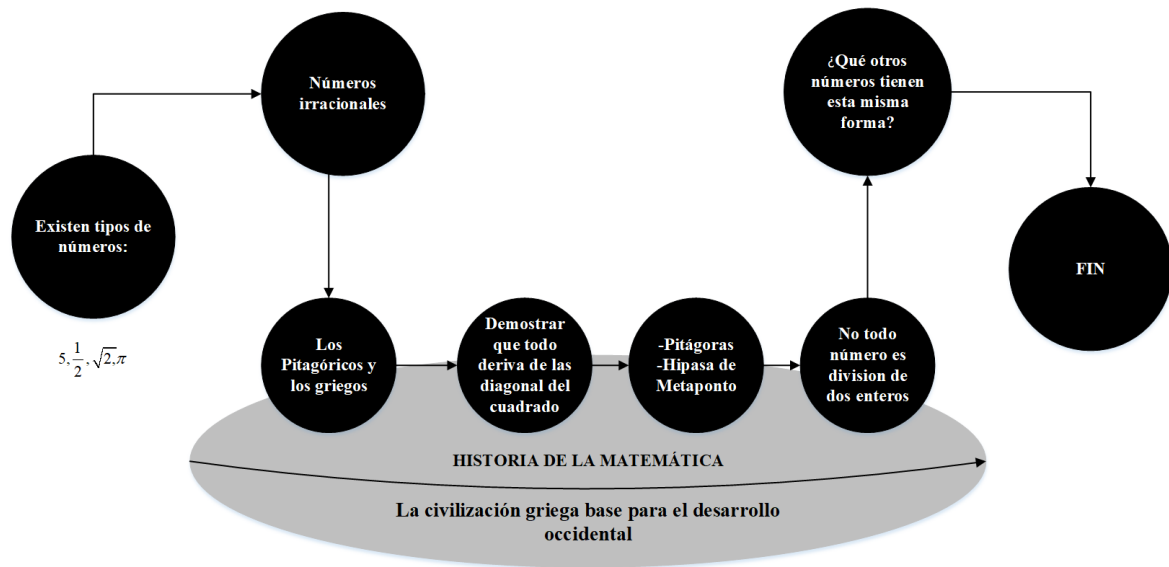 Existen tipos de
números:
5, 1/2, √2, π
Números
irracionales
Los
Pitagóricos y
los griegos
Demostrar
que todo
deriva de las
diagonal del
cuadrado
-Pitágoras
-Hipasa de
Metaponto
No todo
número es
division de
dos enteros
¿Qué otros
números tienen
esta misma
forma?
FIN
HISTORIA DE LA MATEMÁTICA
La civilización griega base para el desarrollo
occidental